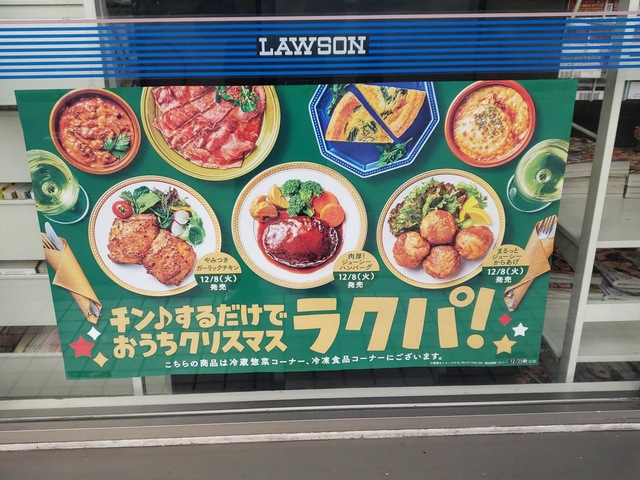 LAWSON
やみつき
ガーリックチキン
12/8(火)
発売
肉厚!
ジューシー
ハンバーグ
12/8(火)
発売
まるっと
ジューシー
からあげ
12/8(火)
発売
チン♪するだけで
おうちクリスマス
ラクパ!
こちらの商品は冷蔵惣菜コーナー、冷凍食品コーナーにございます。